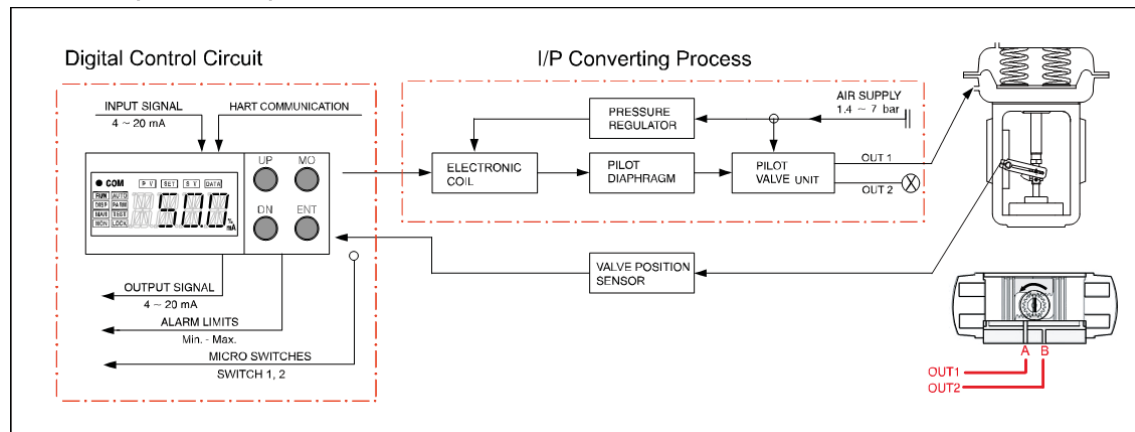 Digital Control Circuit
I/P Converting Process
INPUT SIGNAL
4 ~ 20 mA
HART COMMUNICATION
UP
MO
DN
ENT
COM
P V
SET
S V
DATA
RUN
AUTO
PARM
TEST
MON
LOCK
50.0
%
mA
OUTPUT SIGNAL
4 ~ 20 mA
ALARM LIMITS
Min. - Max.
MICRO SWITCHES
SWITCH 1, 2
AIR SUPPLY
1.4 ~ 7 bar
PRESSURE
REGULATOR
ELECTRONIC
COIL
PILOT
DIAPHRAGM
PILOT
VALVE UNIT
OUT 1
OUT 2
VALVE POSITION
SENSOR
A B
OUT1
OUT2